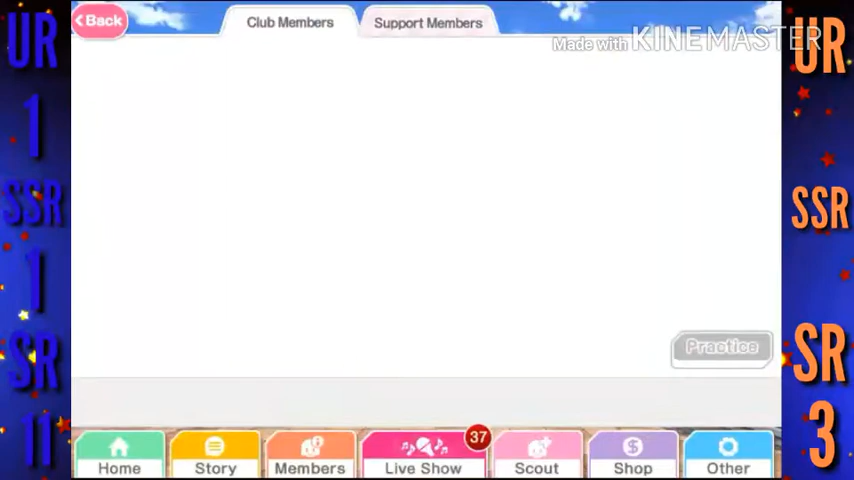 Back
Club Members
Support Members
Made with KINEMASTER
UR
1
SSR
1
SR
11
UR
SSR
SR
3
Practice
37
Home
Story
Members
Live Show
Scout
Shop
Other